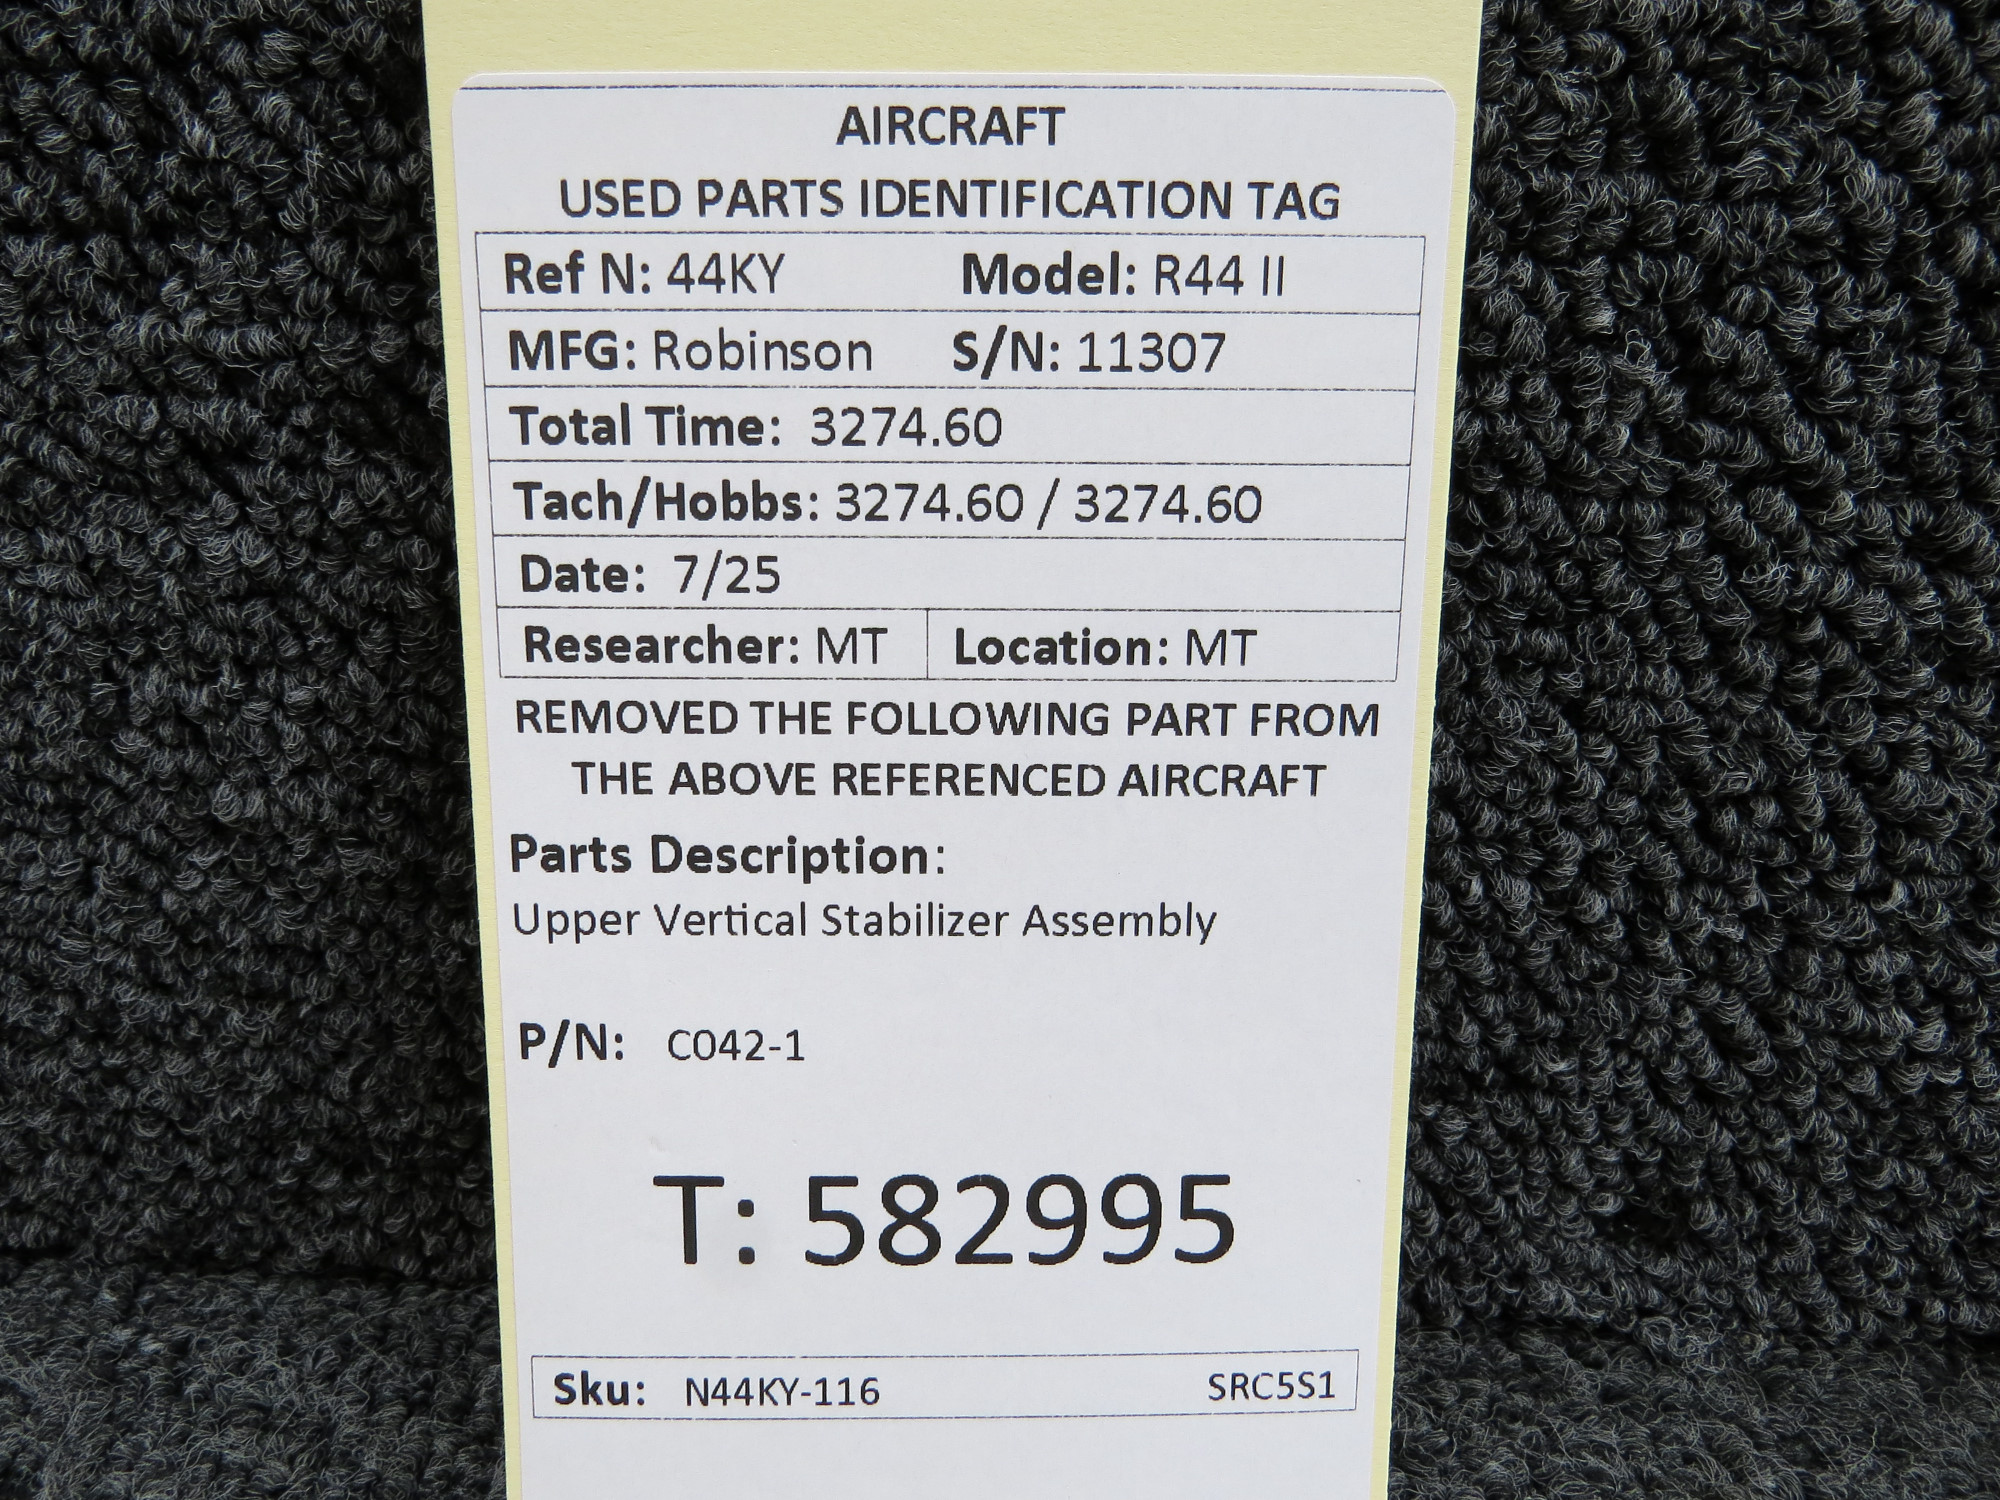 AIRCRAFT
USED PARTS IDENTIFICATION TAG
Ref N: 44KY Model: R44 II
MFG: Robinson S/N: 11307
Total Time: 3274.60
Tach/Hobbs: 3274.60 / 3274.60
Date: 7/25
Researcher: MT Location: MT
REMOVED THE FOLLOWING PART FROM
THE ABOVE REFERENCED AIRCRAFT
Parts Description:
Upper Vertical Stabilizer Assembly
P/N: C042-1
T: 582995
Sku: N44KY-116 SRC5S1